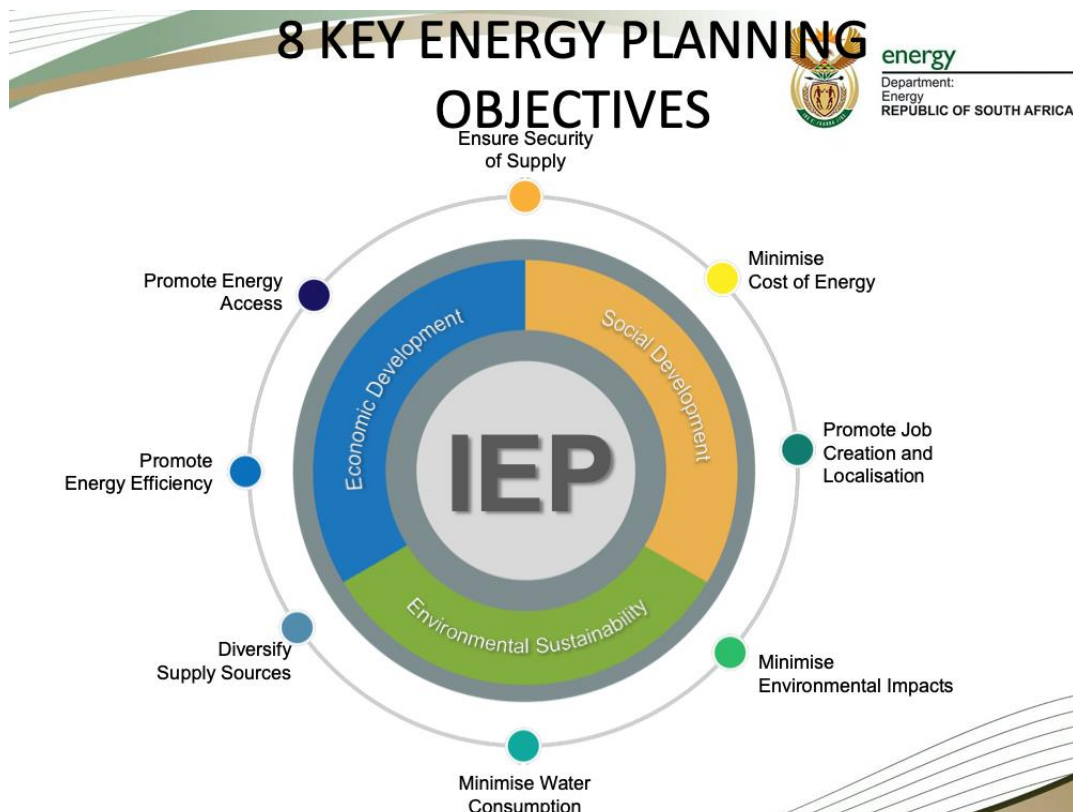 8 KEY ENERGY PLANNING
OBJECTIVES
energy
Department:
Energy
REPUBLIC OF SOUTH AFRICA
Ensure Security
of Supply
Minimise
Cost of Energy
Promote Job
Creation and
Localisation
Minimise
Environmental Impacts
Minimise Water
Consumption
Diversify
Supply Sources
Promote
Energy Efficiency
Promote Energy
Access
Economic Development
Social Development
Environmental Sustainability
IEP